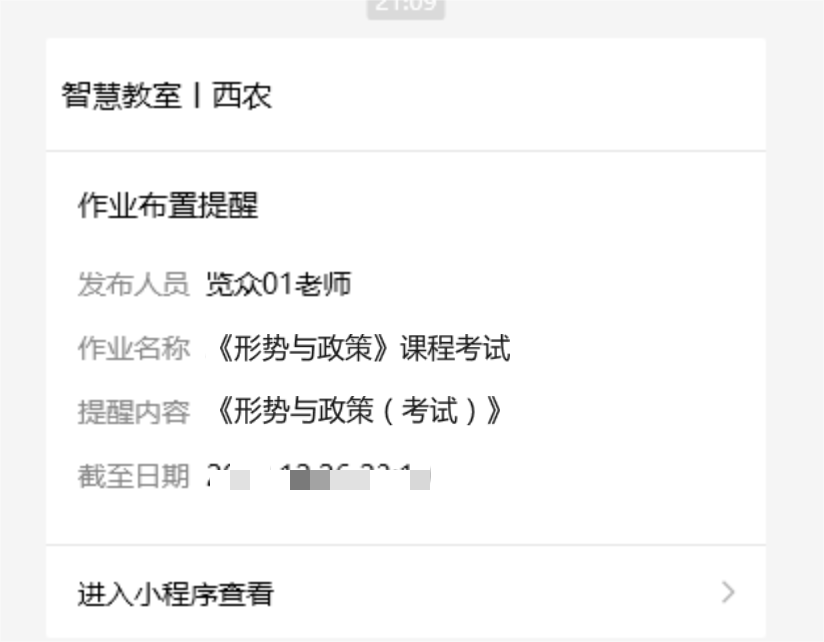 21:09
智慧教室丨西农
作业布置提醒
发布人员 览众01老师
作业名称 《形势与政策》课程考试
提醒内容 《形势与政策（考试）》
截至日期
进入小程序查看